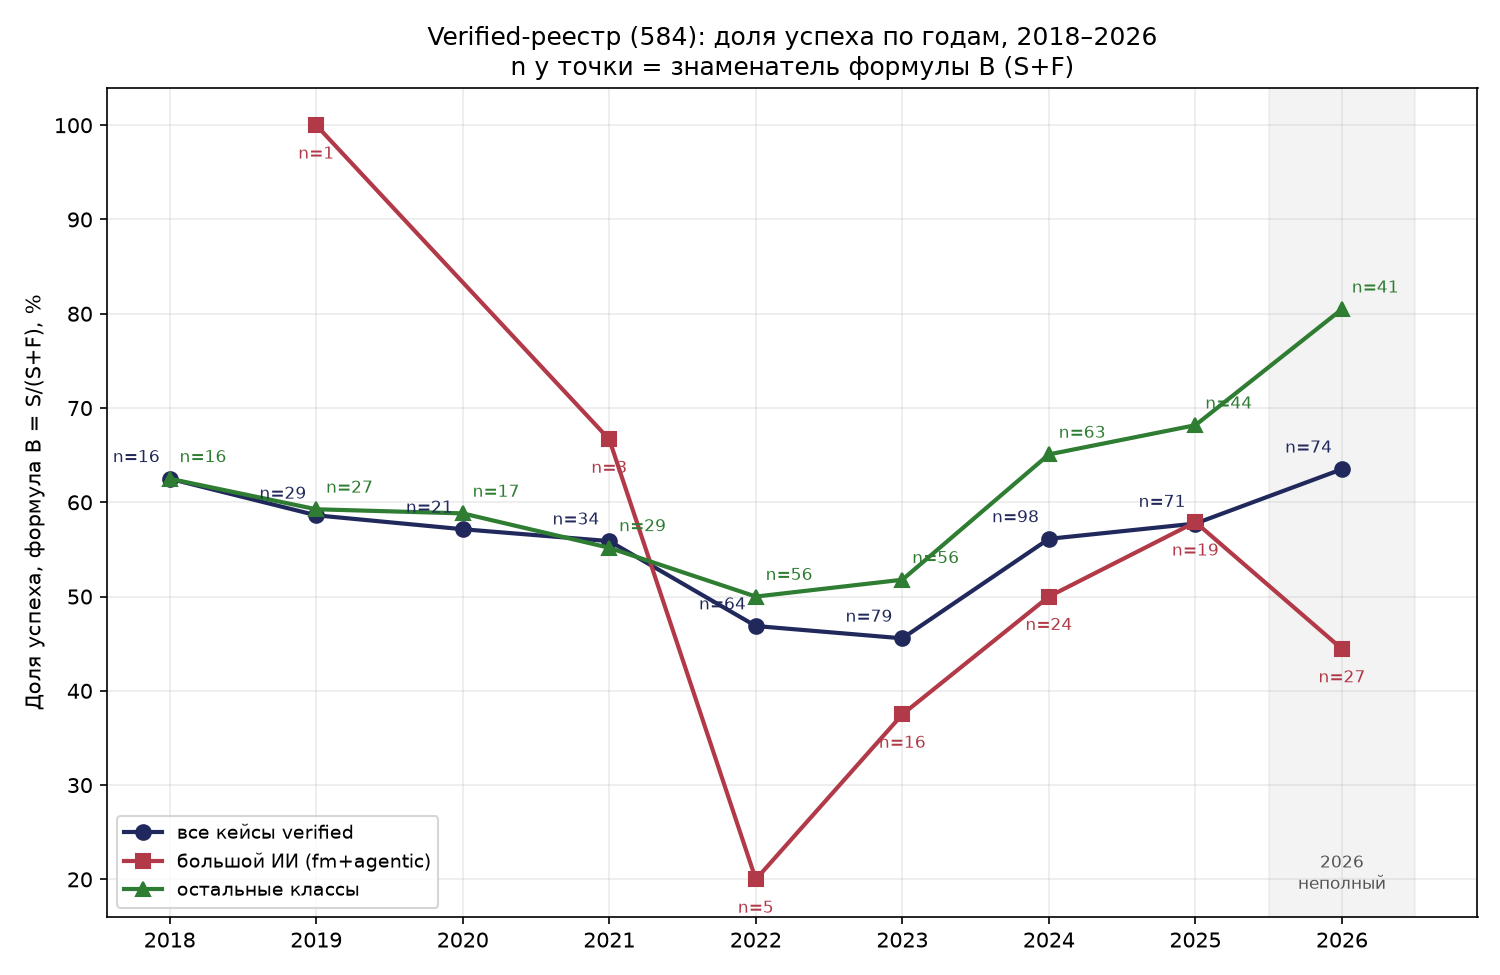 Verified-реестр (584): доля успеха по годам, 2018–2026
n у точки = знаменатель формулы B (S+F)
Доля успеха, формула B = S/(S+F), %
100
90
80
70
60
50
40
30
20
n=1
n=41
n=44
n=63
n=74
n=16
n=16
n=29
n=27
n=21
n=17
n=34
n=29
n=3
n=64
n=56
n=79
n=56
n=98
n=71
n=19
n=24
n=27
n=16
n=5
2026
неполный
все кейсы verified
большой ИИ (fm+agentic)
остальные классы
2018
2019
2020
2021
2022
2023
2024
2025
2026